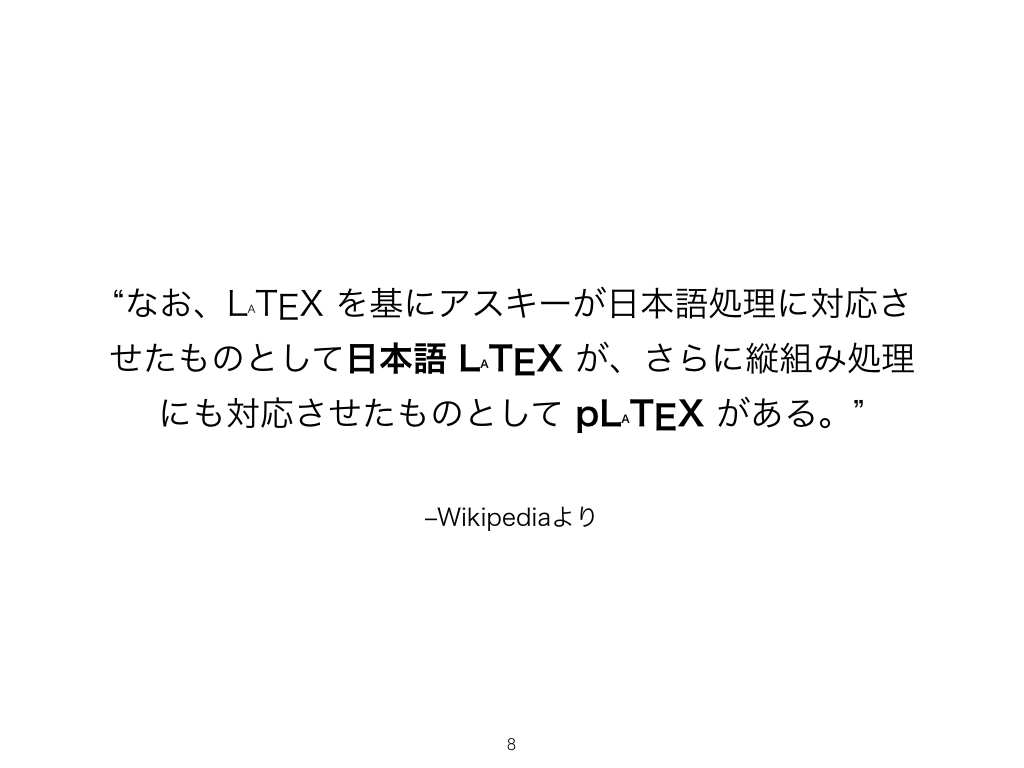 “なお、LATEX を基にアスキーが日本語処理に対応さ
せたものとして日本語 LATEX が、さらに縦組み処理
にも対応させたものとして pLATEX がある。”
–Wikipediaより
8